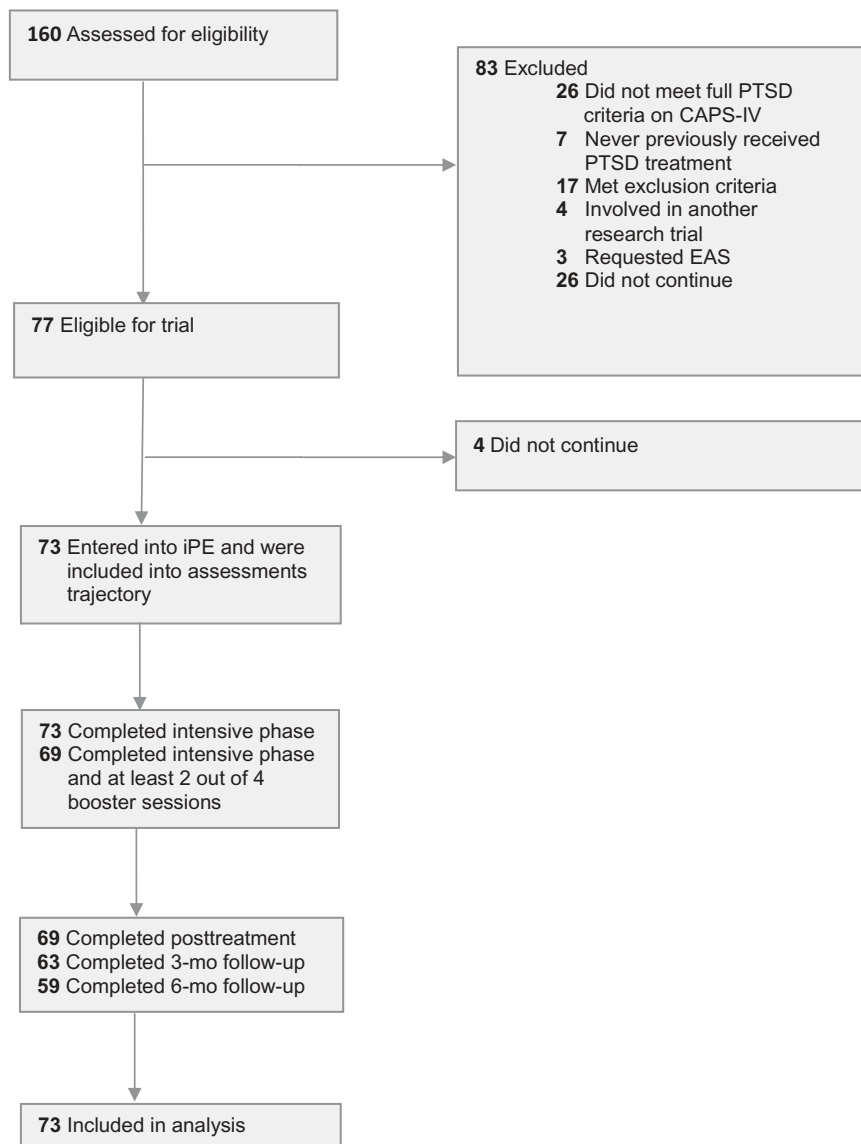 160 Assessed for eligibility
83 Excluded
26 Did not meet full PTSD
criteria on CAPS-IV
7 Never previously received
PTSD treatment
17 Met exclusion criteria
4 Involved in another
research trial
3 Requested EAS
26 Did not continue
77 Eligible for trial
4 Did not continue
73 Entered into iPE and were
included into assessments
trajectory
73 Completed intensive phase
69 Completed intensive phase
and at least 2 out of 4
booster sessions
69 Completed posttreatment
63 Completed 3-mo follow-up
59 Completed 6-mo follow-up
73 Included in analysis